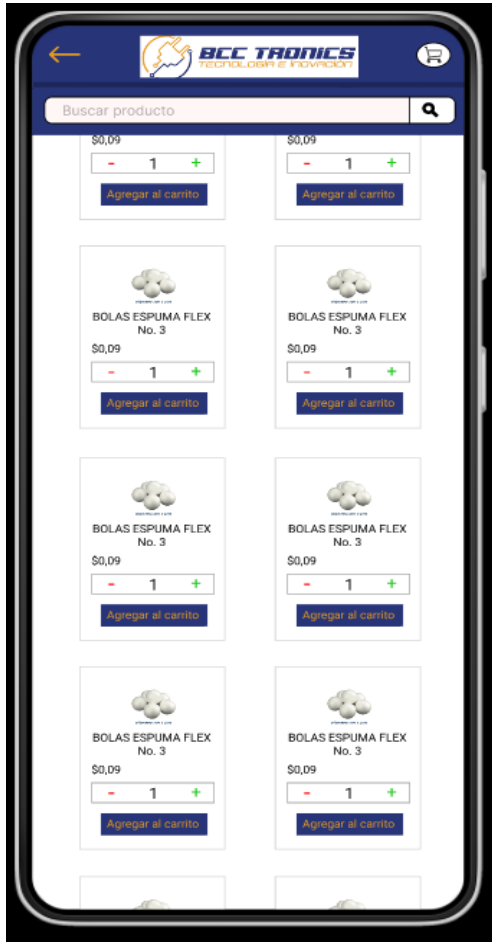 BCC TRONICS
TECNOLOGIA E INOVACION
Buscar producto
$0,09 $0,09
- 1 + - 1 +
Agregar al carrito Agregar al carrito
BOLAS ESPUMA FLEX BOLAS ESPUMA FLEX
No. 3 No. 3
$0,09 $0,09
- 1 + - 1 +
Agregar al carrito Agregar al carrito
BOLAS ESPUMA FLEX BOLAS ESPUMA FLEX
No. 3 No. 3
$0,09 $0,09
- 1 + - 1 +
Agregar al carrito Agregar al carrito
BOLAS ESPUMA FLEX BOLAS ESPUMA FLEX
No. 3 No. 3
$0,09 $0,09
- 1 + - 1 +
Agregar al carrito Agregar al carrito